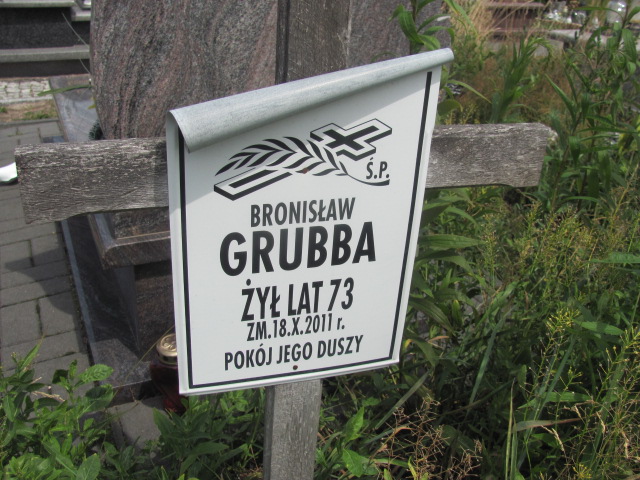 Ś.P.
BRONISŁAW
GRUBBA
ŻYŁ LAT 73
ZM.18.X.2011 r.
POKÓJ JEGO DUSZY